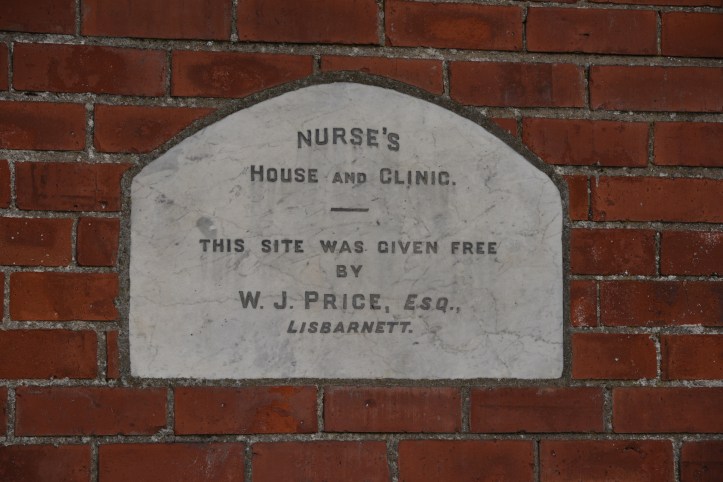 NURSE'S
HOUSE AND CLINIC.
THIS SITE WAS GIVEN FREE
BY
W. J. PRICE, ESQ.,
LISBARNETT.